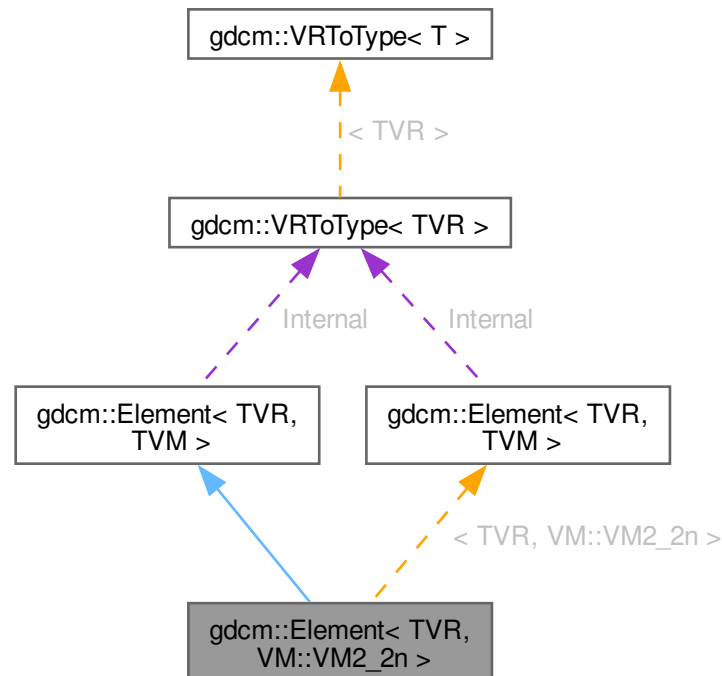 gdcm::VRToType< T >
< TVR >
gdcm::VRToType< TVR >
Internal
Internal
gdcm::Element< TVR,
TVM >
gdcm::Element< TVR,
TVM >
< TVR, VM::VM2_2n >
gdcm::Element< TVR,
VM::VM2_2n >